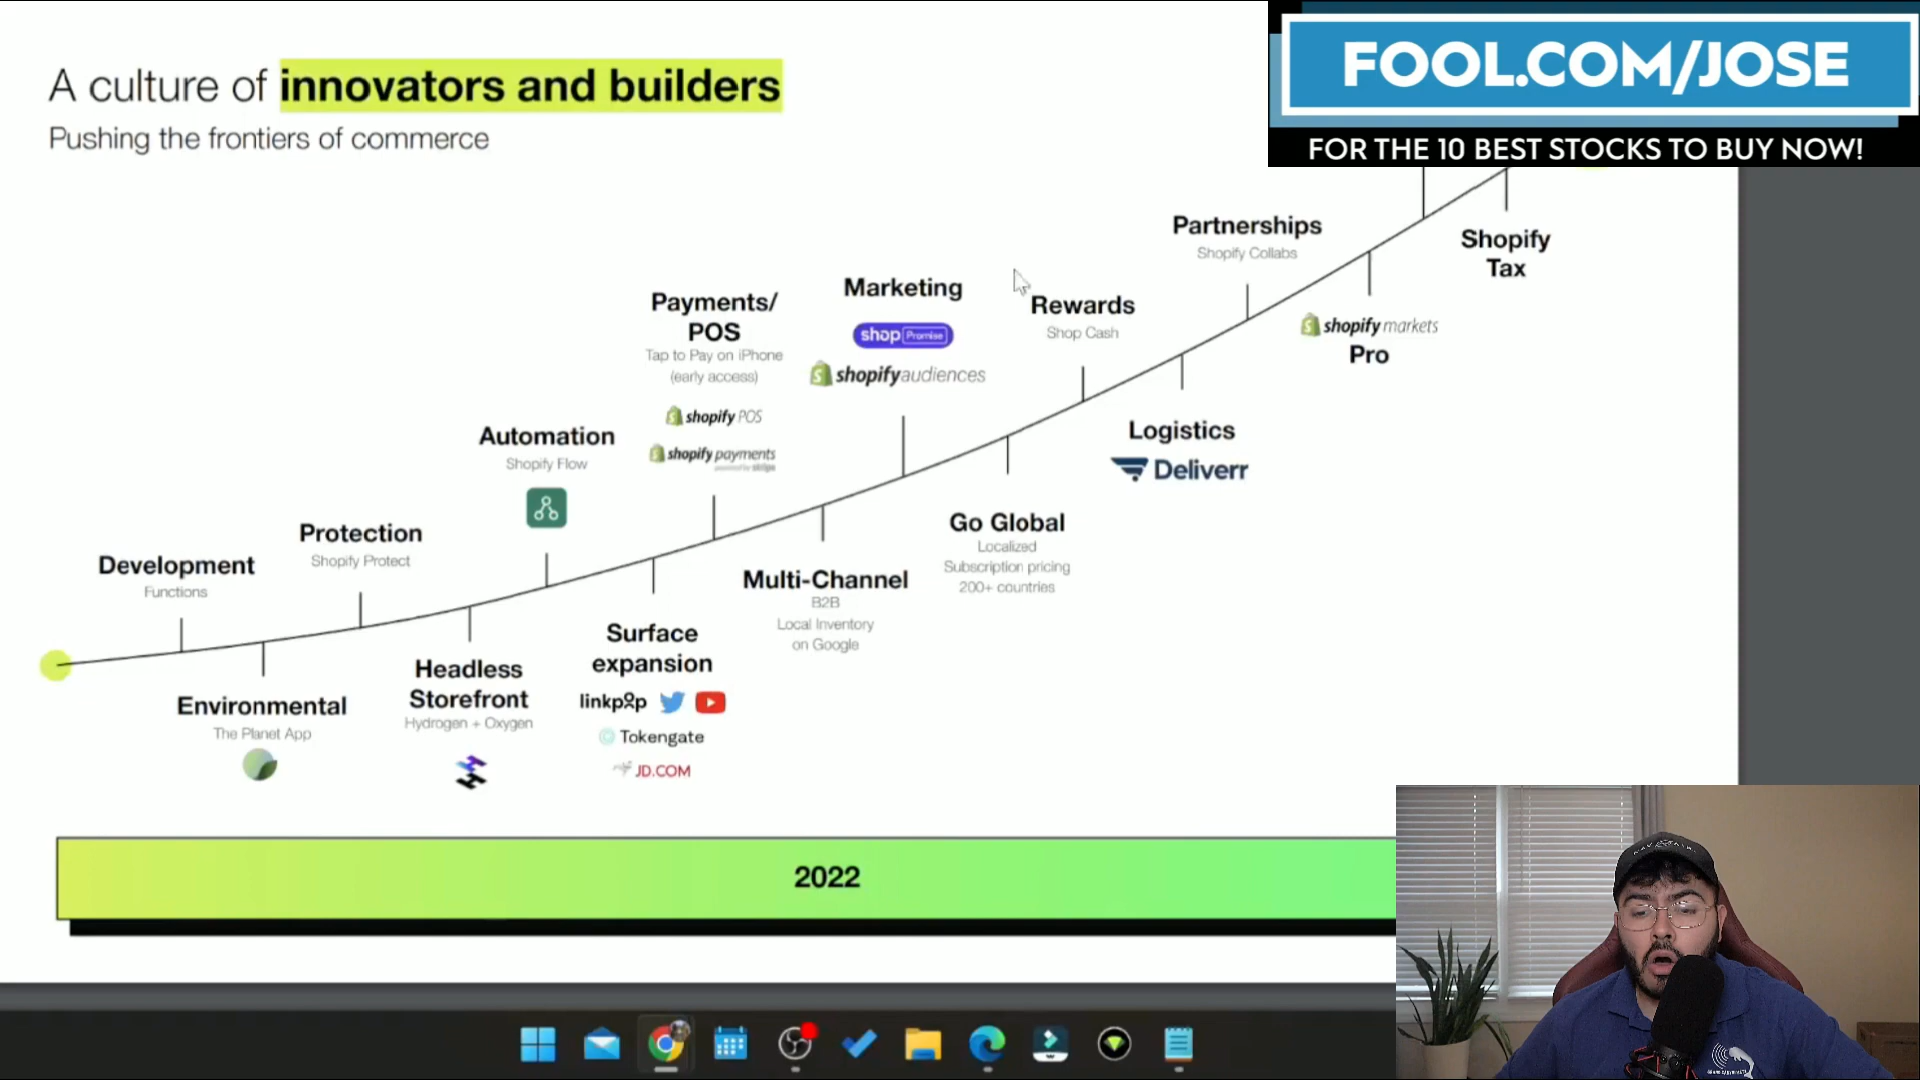 A culture of innovators and builders
Pushing the frontiers of commerce
FOOL.COM/JOSE
FOR THE 10 BEST STOCKS TO BUY NOW!
Development
Functions
Environmental
The Planet App
Protection
Shopify Protect
Headless
Storefront
Hydrogen + Oxygen
Automation
Shopify Flow
Surface
expansion
linkpop
Tokengate
JD.COM
Payments/
POS
Tap to Pay on iPhone
(early access)
shopify POS
shopify payments
powered by stripe
Multi-Channel
B2B
Local Inventory
on Google
Marketing
shop Promise
shopify audiences
Go Global
Localized
Subscription pricing
200+ countries
Rewards
Shop Cash
Logistics
Deliverr
Partnerships
Shopify Collabs
shopify markets
Pro
Shopify
Tax
2022